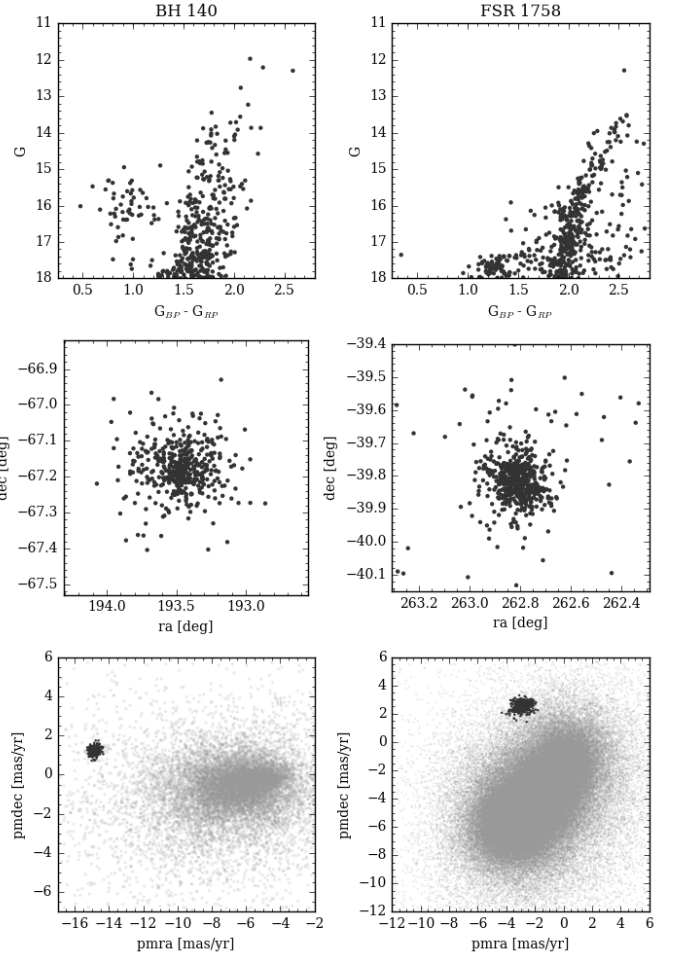 BH 140
FSR 1758
11
12
13
14
15
16
17
18
G
0.5 1.0 1.5 2.0 2.5
G_BP - G_RP
11
12
13
14
15
16
17
18
G
0.5 1.0 1.5 2.0 2.5
G_BP - G_RP
−66.9
−67.0
−67.1
−67.2
−67.3
−67.4
−67.5
dec [deg]
194.0 193.5 193.0
ra [deg]
−39.4
−39.5
−39.6
−39.7
−39.8
−39.9
−40.0
−40.1
dec [deg]
263.2 263.0 262.8 262.6 262.4
ra [deg]
6
4
2
0
−2
−4
−6
pmdec [mas/yr]
−16 −14 −12 −10 −8 −6 −4 −2
pmra [mas/yr]
6
4
2
0
−2
−4
−6
−8
−10
−12
pmdec [mas/yr]
−12 −10 −8 −6 −4 −2 0 2 4 6
pmra [mas/yr]